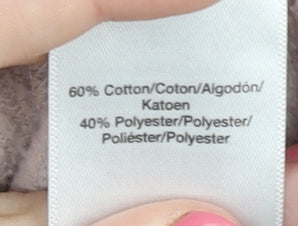 60% Cotton/Coton/Algodón/
Katoen
40% Polyester/Polyester/
Poliéster/Polyester